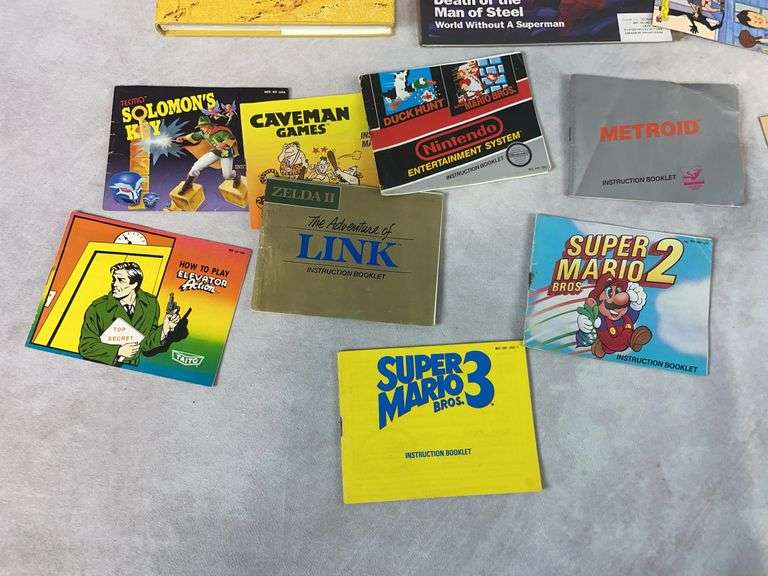 Death of the
Man of Steel
World Without A Superman
TECMO
SOLOMON'S
KEY
CAVEMAN
GAMES
DUCK HUNT
MARIO BROS.
Nintendo
ENTERTAINMENT SYSTEM
INSTRUCTION BOOKLET
METROID
INSTRUCTION BOOKLET
ZELDA II
The Adventure of
LINK
INSTRUCTION BOOKLET
HOW TO PLAY
ELEVATOR
Action
TOP
SECRET
TAITO
SUPER
MARIO
BROS
2
INSTRUCTION BOOKLET
SUPER
MARIO
BROS.
3
INSTRUCTION BOOKLET